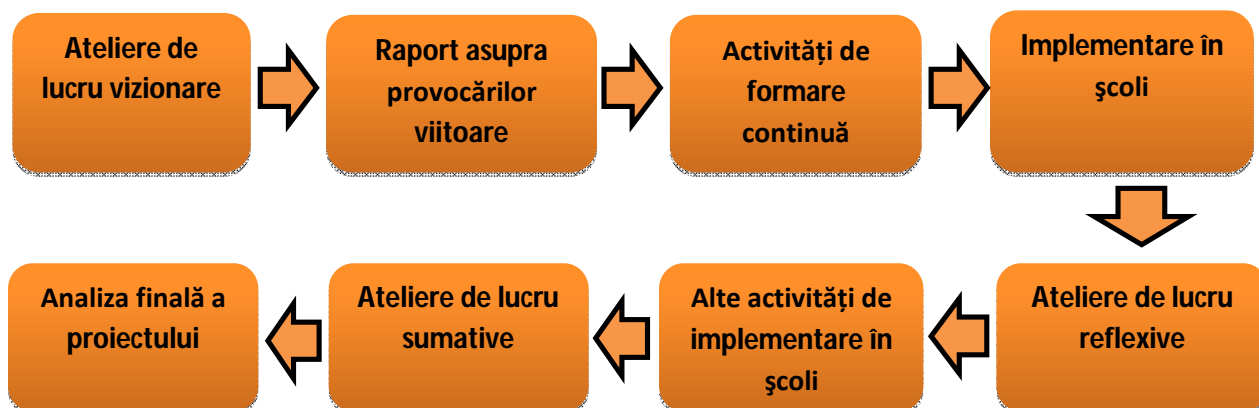 Ateliere de
lucru vizionare
Raport asupra
provocărilor
viitoare
Activități de
formare
continuă
Implementare în
şcoli
Ateliere de lucru
reflexive
Alte activități de
implementare în
şcoli
Ateliere de lucru
sumative
Analiza finală a
proiectului